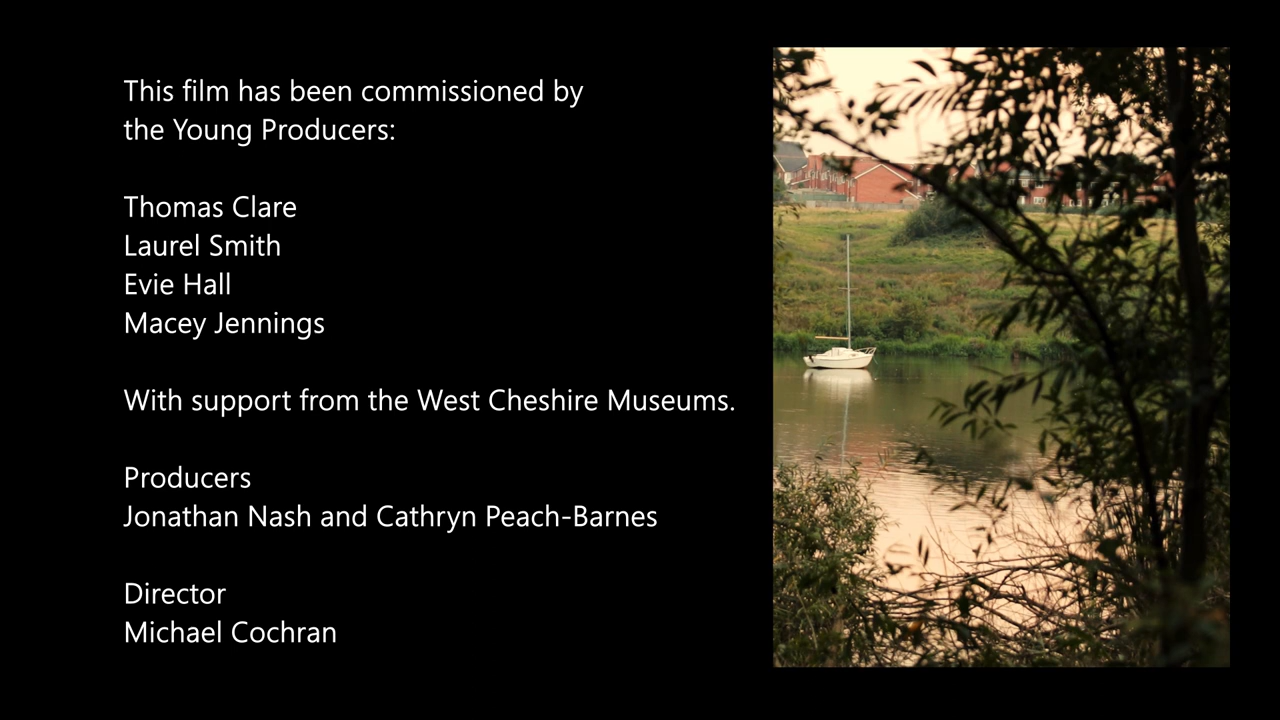 This film has been commissioned by
the Young Producers:
Thomas Clare
Laurel Smith
Evie Hall
Macey Jennings
With support from the West Cheshire Museums.
Producers
Jonathan Nash and Cathryn Peach-Barnes
Director
Michael Cochran